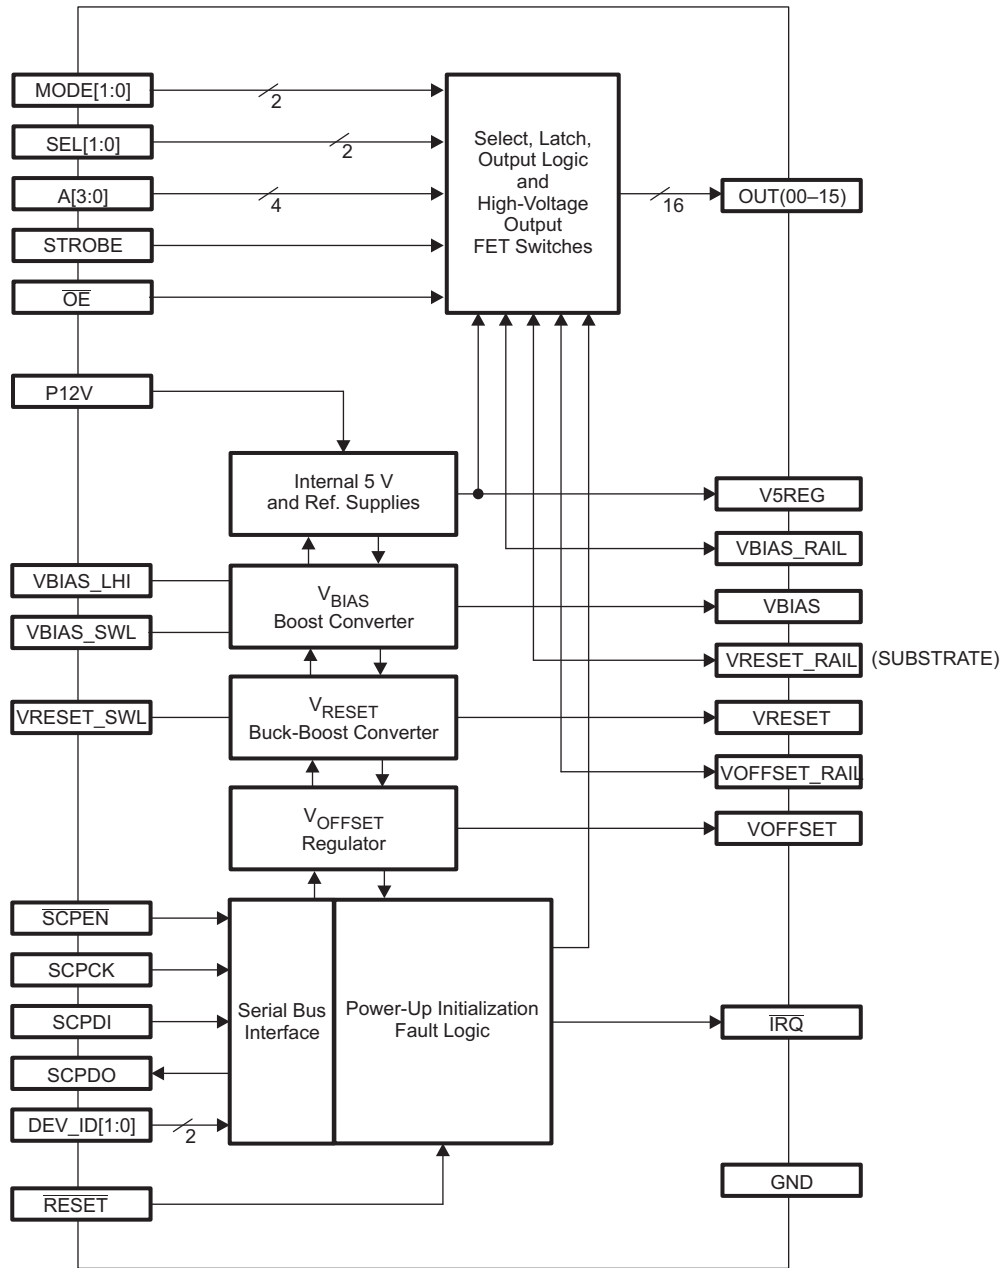 MODE[1:0]
2
SEL[1:0]
2
A[3:0]
4
STROBE
OE
Select, Latch,
Output Logic
and
High-Voltage
Output
FET Switches
16
OUT(00–15)
P12V
Internal 5 V
and Ref. Supplies
V5REG
VBIAS_RAIL
VBIAS_LHI
VBIAS_SWL
VBIAS
Boost Converter
VBIAS
VRESET_RAIL
(SUBSTRATE)
VRESET_SWL
VRESET
Buck-Boost Converter
VRESET
VOFFSET_RAIL
VOFFSET
Regulator
VOFFSET
SCPEN
SCPCK
SCPDI
SCPDO
DEV_ID[1:0]
2
Serial Bus
Interface
Power-Up Initialization
Fault Logic
IRQ
GND
RESET